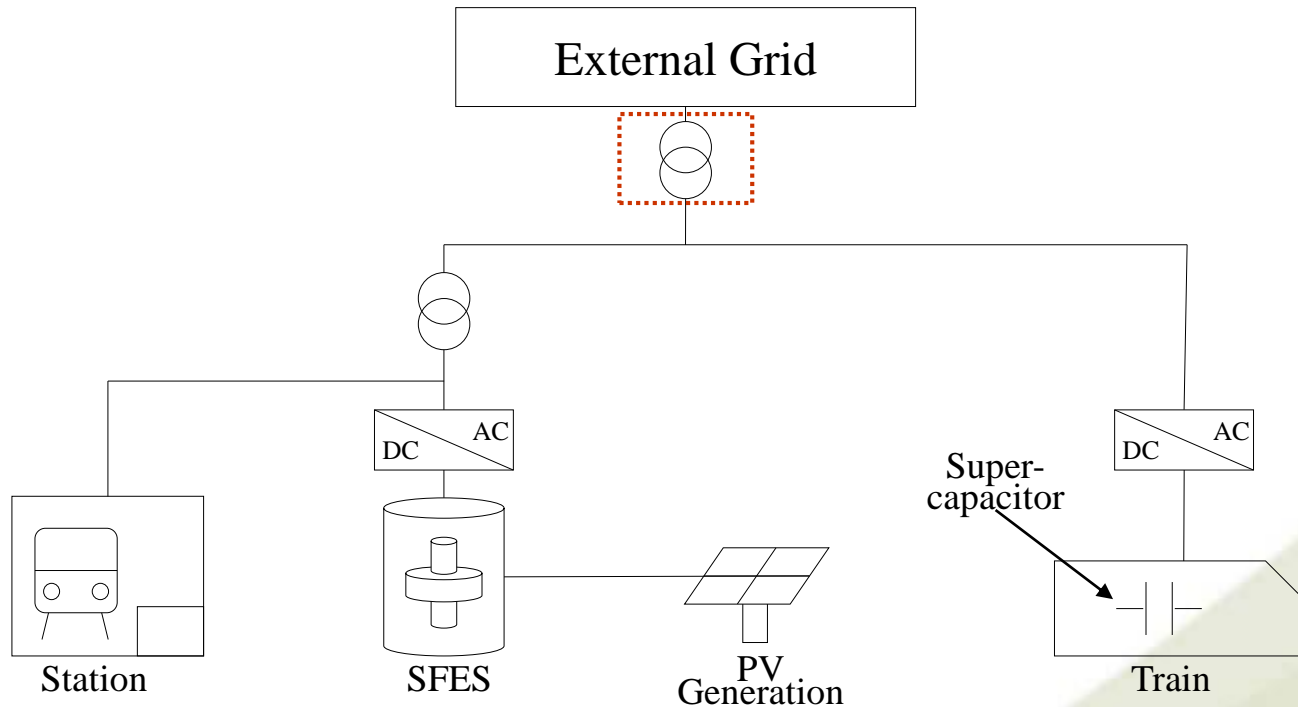 External Grid
DC
AC
DC
AC
Super-
capacitor
Station
SFES
PV
Generation
Train